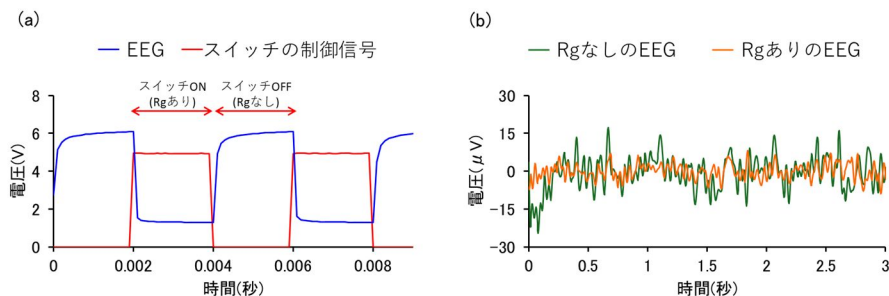 (a)
EEG スイッチの制御信号
スイッチON スイッチOFF
(Rgあり) (Rgなし)
電圧(V)
8
6
4
2
0
0 0.002 0.004 0.006 0.008
時間(秒)
(b)
RgなしのEEG RgありのEEG
電圧(μV)
30
15
0
-15
-30
0 0.5 1 1.5 2 2.5 3
時間(秒)